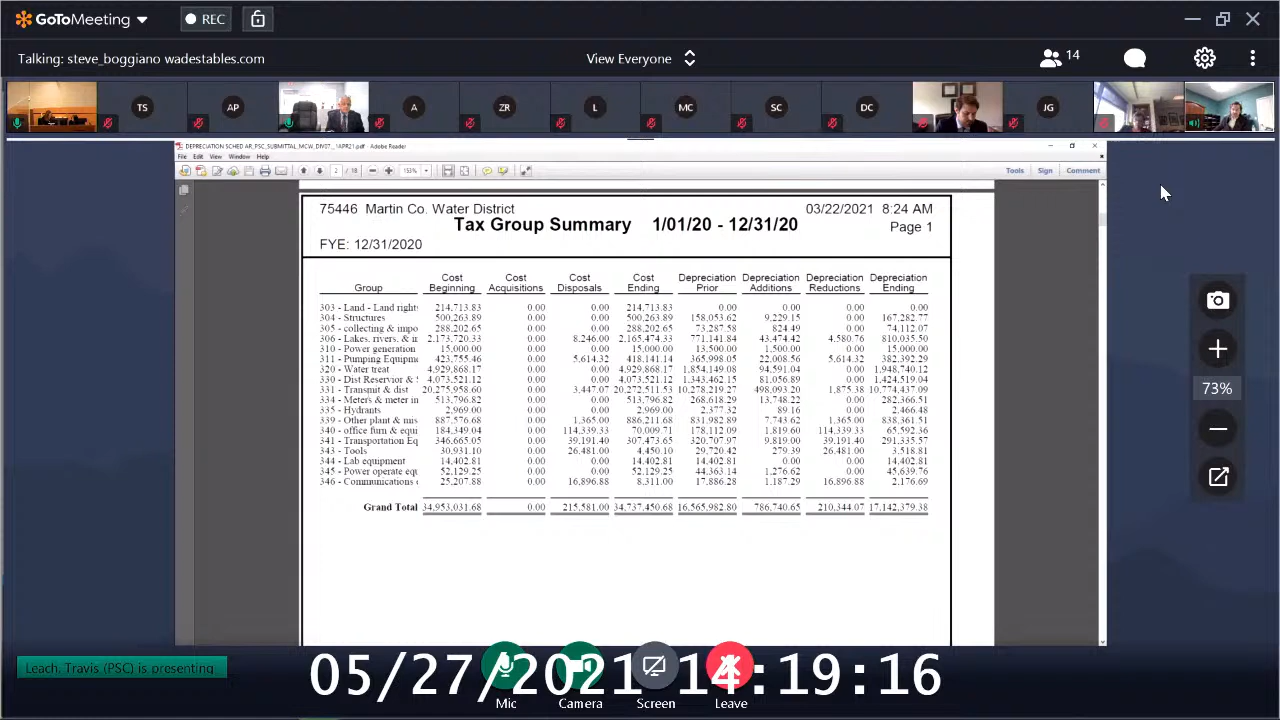 GoToMeeting REC
Talking: steve_boggiano wadestables.com View Everyone 14
TS AP A ZR L MC SC DC JG
DEPRECIATION SCHED AR_PSC_SUBMITTAL_MCW_DIV07_ 1APR21.pdf - Adobe Reader
File Edit View Window Help
2 / 18 153% Tools Sign Comment
75446 Martin Co. Water District 03/22/2021 8:24 AM
Tax Group Summary 1/01/20 - 12/31/20 Page 1
FYE: 12/31/2020
Cost Cost Cost Cost Depreciation Depreciation Depreciation Depreciation
Group Beginning Acquisitions Disposals Ending Prior Additions Reductions Ending
303 - Land - Land right 214,713.83 0.00 0.00 214,713.83 0.00 0.00 0.00 0.00
304 - Structures 500,263.89 0.00 0.00 500,263.89 158,053.62 9,229.15 0.00 167,282.77
305 - collecting & impo 288,202.65 0.00 0.00 288,202.65 73,287.58 824.49 0.00 74,112.07
306 - Lakes, rivers, & i 2,173,720.33 0.00 8,246.00 2,165,474.33 771,141.84 43,474.42 4,580.76 810,035.50
310 - Power generation 15,000.00 0.00 0.00 15,000.00 13,500.00 1,500.00 0.00 15,000.00
311 - Pumping Equipme 423,755.46 0.00 5,614.32 418,141.14 365,998.05 22,008.56 5,614.32 382,392.29
320 - Water treat 4,929,868.17 0.00 0.00 4,929,868.17 1,854,149.08 94,591.04 0.00 1,948,740.12
330 - Dist Reservior & 4,073,521.12 0.00 0.00 4,073,521.12 1,343,462.15 81,056.89 0.00 1,424,519.04
331 - Transmit & dist 20,275,958.60 0.00 3,447.07 20,272,511.53 10,278,219.27 498,093.20 1,875.38 10,774,437.09
334 - Meters & meter in 513,796.82 0.00 0.00 513,796.82 268,618.29 13,748.22 0.00 282,366.51
335 - Hydrants 2,969.00 0.00 0.00 2,969.00 2,377.32 89.16 0.00 2,466.48
339 - Other plant & mis 887,576.68 0.00 1,365.00 886,211.68 831,982.89 7,743.62 1,365.00 838,361.51
340 - office furn & equi 184,349.04 0.00 114,339.33 70,009.71 178,112.09 1,819.60 114,339.33 65,592.36
341 - Transportation Eq 346,665.05 0.00 39,191.40 307,473.65 320,707.97 9,819.00 39,191.40 291,335.57
343 - Tools 30,931.10 0.00 26,481.00 4,450.10 29,720.42 279.39 26,481.00 3,518.81
344 - Lab equipment 14,402.81 0.00 0.00 14,402.81 14,402.81 0.00 0.00 14,402.81
345 - Power operate eq 52,129.25 0.00 0.00 52,129.25 44,363.14 1,276.62 0.00 45,639.76
346 - Communications 25,207.88 0.00 16,896.88 8,311.00 17,886.28 1,187.29 16,896.88 2,176.69
Grand Total 34,953,031.68 0.00 215,581.00 34,737,450.68 16,565,982.80 786,740.65 210,344.07 17,142,379.38
73%
Leach, Travis (PSC) is presenting
05/27/2021 14:19:16
Mic Camera Screen Leave